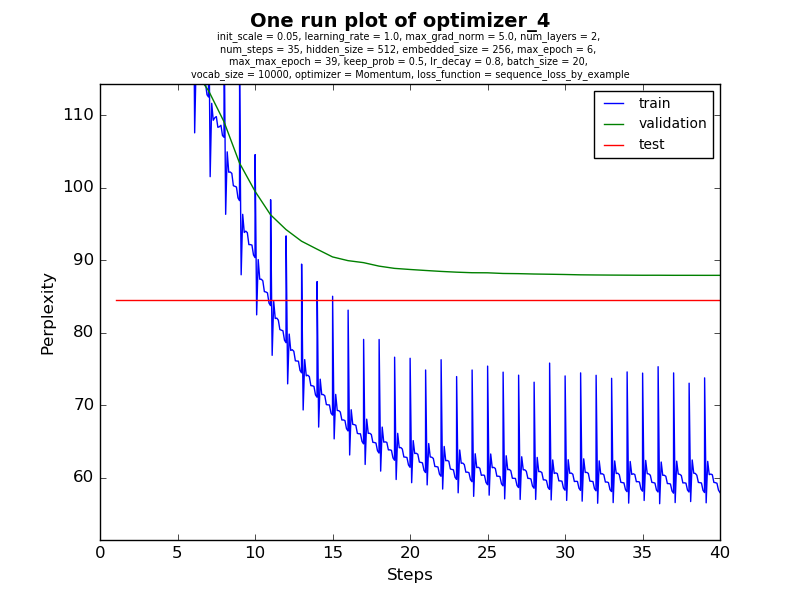 One run plot of optimizer_4
init_scale = 0.05, learning_rate = 1.0, max_grad_norm = 5.0, num_layers = 2,
num_steps = 35, hidden_size = 512, embedded_size = 256, max_epoch = 6,
max_max_epoch = 39, keep_prob = 0.5, lr_decay = 0.8, batch_size = 20,
vocab_size = 10000, optimizer = Momentum, loss_function = sequence_loss_by_example
train
validation
test
110
100
90
80
70
60
Perplexity
0 5 10 15 20 25 30 35 40
Steps